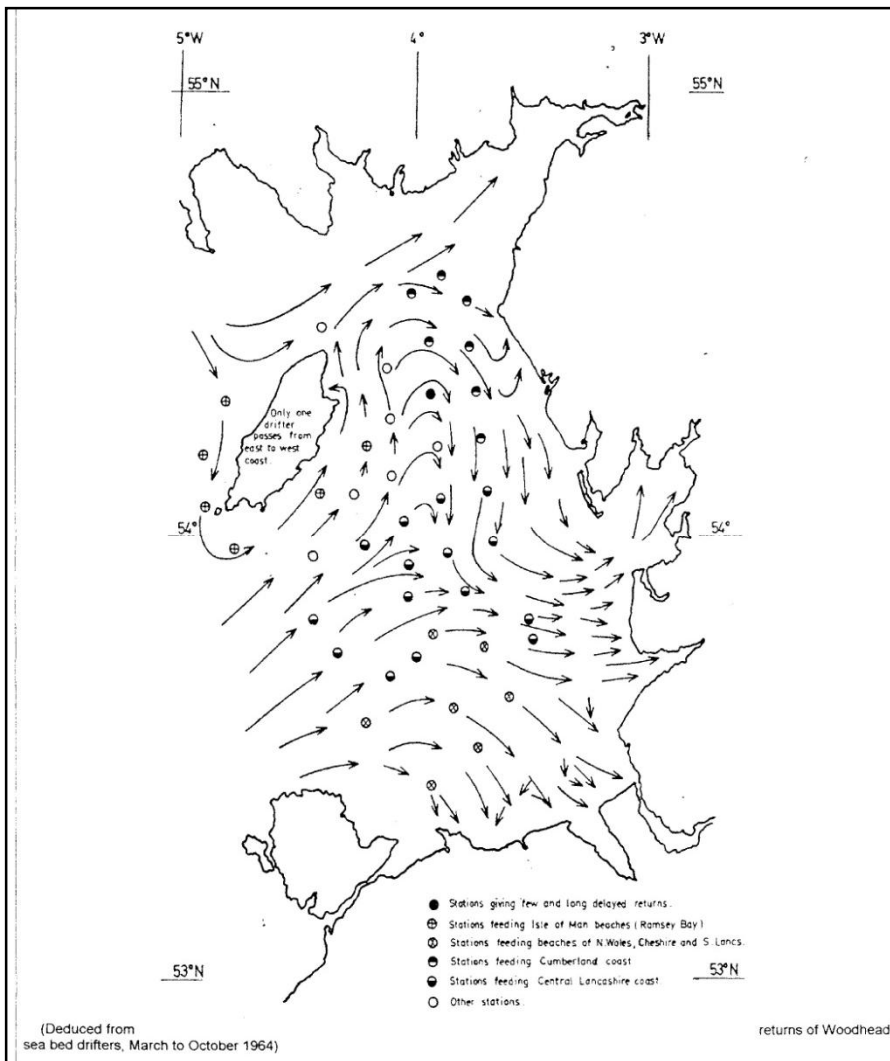 5°W
4°
3°W
55°N
55°N
Only one
drifter
passes from
east to west
coast.
54°
54°
53°N
53°N
Stations giving few and long delayed returns.
Stations feeding Isle of Man beaches (Ramsey Bay)
Stations feeding beaches of N.Wales, Cheshire and S.Lancs.
Stations feeding Cumberland coast
Stations feeding Central Lancashire coast
Other stations.
(Deduced from
returns of Woodhead
sea bed drifters, March to October 1964)